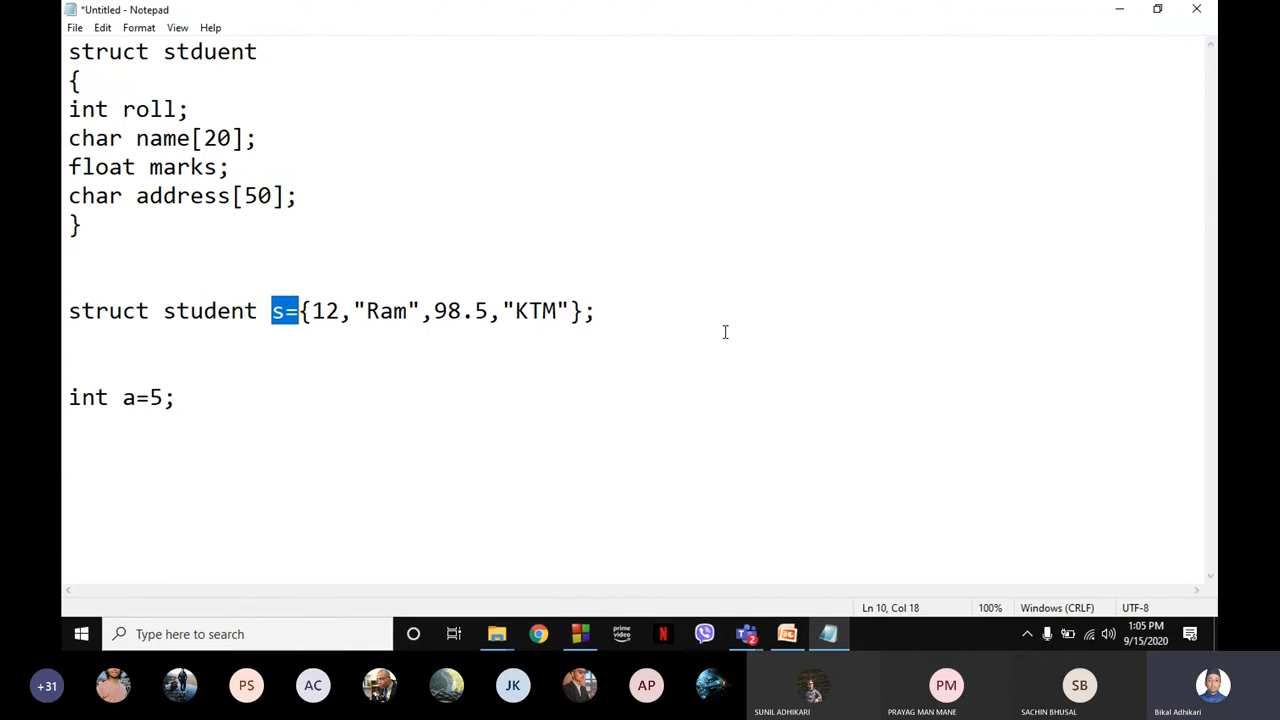 *Untitled - Notepad
File Edit Format View Help
struct stduent
{
int roll;
char name[20];
float marks;
char address[50];
}
struct student s={12,"Ram",98.5,"KTM"};
int a=5;
Ln 10, Col 18 100% Windows (CRLF) UTF-8
Type here to search
prime video
N
2
1:05 PM
9/15/2020
+31 PS AC JK AP PM SB
SUNIL ADHIKARI PRAYAG MAN MANE SACHIN BHUSAL Bikal Adhikari